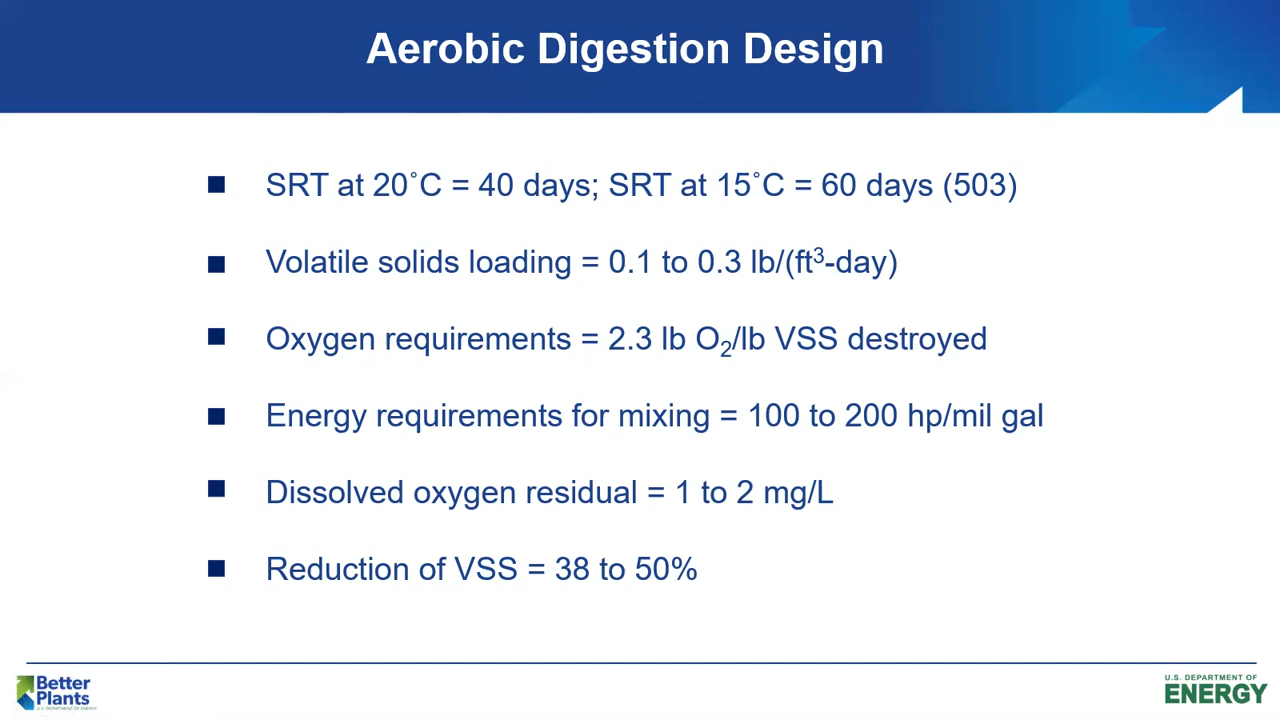 Aerobic Digestion Design
■ SRT at 20˚C = 40 days; SRT at 15˚C = 60 days (503)
■ Volatile solids loading = 0.1 to 0.3 lb/(ft³-day)
■ Oxygen requirements = 2.3 lb O₂/lb VSS destroyed
■ Energy requirements for mixing = 100 to 200 hp/mil gal
■ Dissolved oxygen residual = 1 to 2 mg/L
■ Reduction of VSS = 38 to 50%
Better
Plants
U.S. DEPARTMENT OF ENERGY
U.S. DEPARTMENT OF
ENERGY